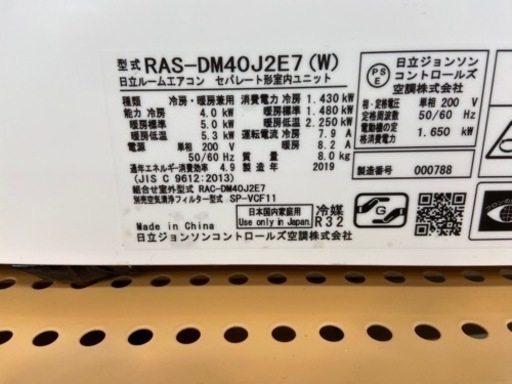 型式 RAS-DM40J2E7 (W)
日立ルームエアコン セパレート形室内ユニット
種類 冷房・暖房兼用
能力 冷房 4.0 kW
暖房標準 5.0 kW
暖房低温 5.3 kW
電源 単相 200 V
50/60 Hz
通年エネルギー消費効率 4.9
(JIS C 9612:2013)
消費電力 冷房 1.430 kW
暖房標準 1.480 kW
暖房低温 2.250 kW
運転電流 冷房 7.9 A
暖房 8.2 A
質量 8.0 kg
製造年 2019
組合せ室外型式 RAC-DM40J2E7
別売空気清浄フィルター型式 SP-VCF11
日本国内家庭用
Use only in Japan
冷媒
R32
Made in China
日立ジョンソンコントロールズ空調株式会社
PS
E
日立ジョンソン
コントロールズ
空調株式会社
相・定格電圧 単相 200 V
定格周波数 50/60 Hz
電動機の定
格消費電力 1.650 kW
製造番号 000788
G